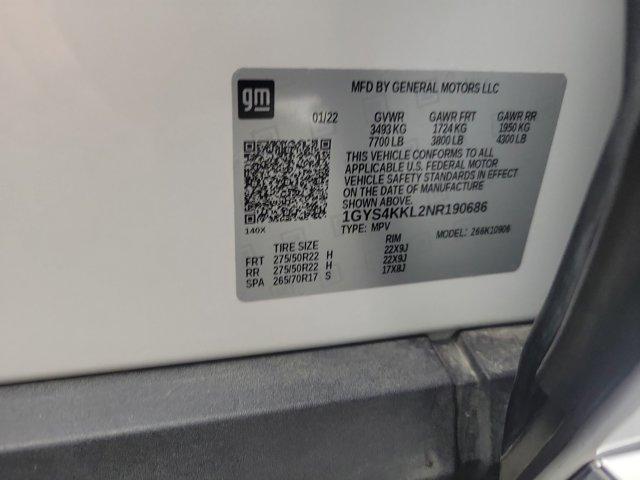 gm
MFD BY GENERAL MOTORS LLC
01/22 GVWR GAWR FRT GAWR RR
3493 KG 1724 KG 1950 KG
7700 LB 3800 LB 4300 LB
THIS VEHICLE CONFORMS TO ALL
APPLICABLE U.S. FEDERAL MOTOR
VEHICLE SAFETY STANDARDS IN EFFECT
ON THE DATE OF MANUFACTURE
SHOWN ABOVE.
1GYS4KKL2NR190686
TYPE: MPV MODEL: 266K10906
140X
TIRE SIZE RIM
FRT 275/50R22 H 22X9J
RR 275/50R22 H 22X9J
SPA 265/70R17 S 17X8J